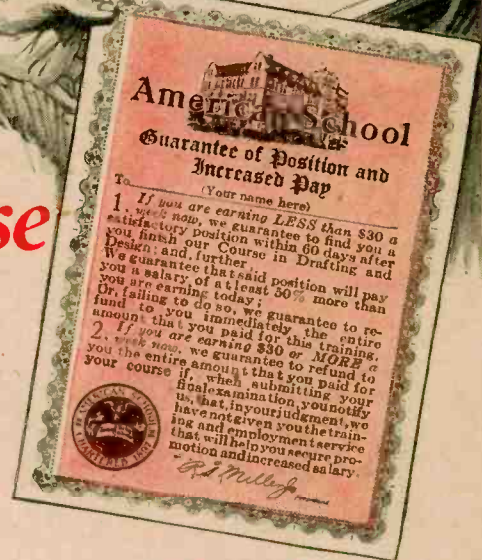 se
American School
Guarantee of Position and
Increased Pay
To
(Your name here)
1. If you are earning LESS than $30 a
week now, we guarantee to find you a
satisfactory position within 60 days after
you finish our Course in Drafting and
Design; and, further,
We guarantee that said position will pay
you a salary of at least 50% more than
you are earning today;
Or, failing to do so, we guarantee to re-
fund to you immediately the entire
amount that you paid for this training.
2. If you are earning $30 or MORE a
week now, we guarantee to refund to
you the entire amount that you paid for
your course if, when submitting your
final examination, you notify
us, that, in your judgment, we
have not given you the train-
ing and employment service
that will help you secure pro-
motion and increased salary.
AMERICAN SCHOOL
CHARTERED 1897